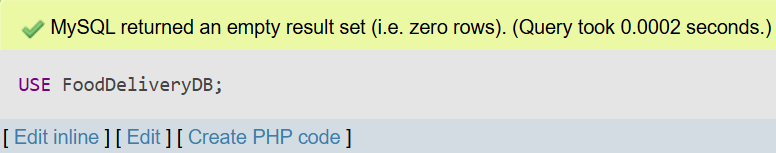 MySQL returned an empty result set (i.e. zero rows). (Query took 0.0002 seconds.)
USE FoodDeliveryDB;
[ Edit inline ] [ Edit ] [ Create PHP code ]